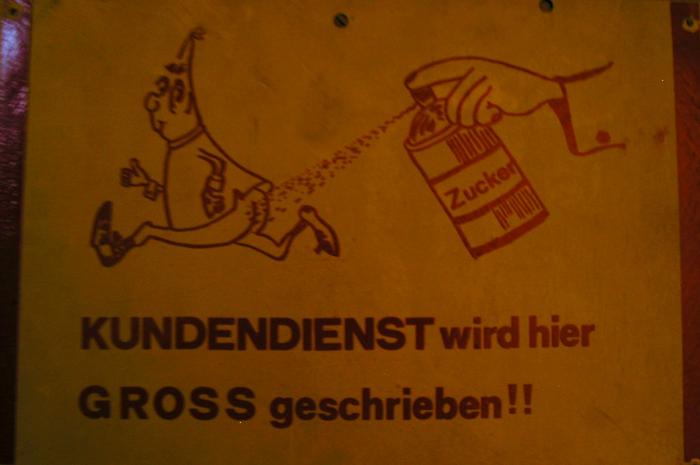 Zucker
KUNDENDIENST wird hier
GROSS geschrieben!!